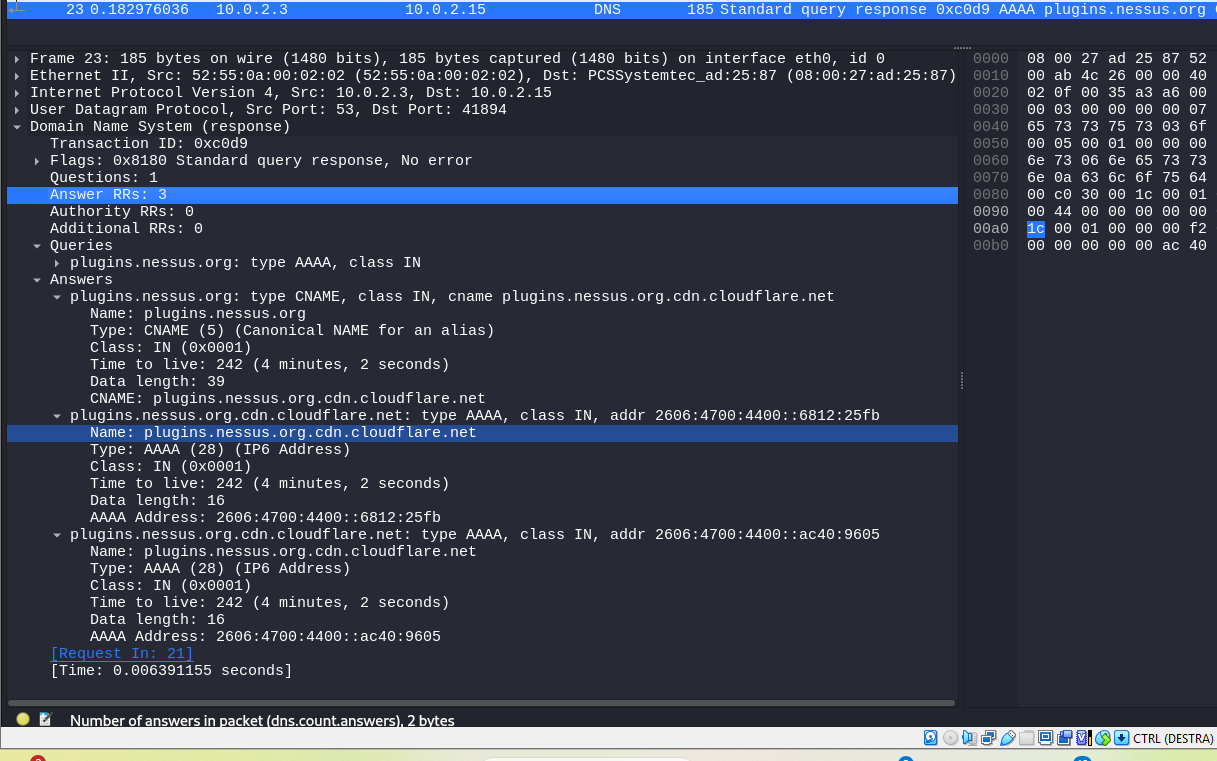 23 0.182976036 10.0.2.3 10.0.2.15 DNS 185 Standard query response 0xc0d9 AAAA plugins.nessus.org
Frame 23: 185 bytes on wire (1480 bits), 185 bytes captured (1480 bits) on interface eth0, id 0
Ethernet II, Src: 52:55:0a:00:02:02 (52:55:0a:00:02:02), Dst: PCSSystemtec_ad:25:87 (08:00:27:ad:25:87)
Internet Protocol Version 4, Src: 10.0.2.3, Dst: 10.0.2.15
User Datagram Protocol, Src Port: 53, Dst Port: 41894
Domain Name System (response)
Transaction ID: 0xc0d9
Flags: 0x8180 Standard query response, No error
Questions: 1
Answer RRs: 3
Authority RRs: 0
Additional RRs: 0
Queries
plugins.nessus.org: type AAAA, class IN
Answers
plugins.nessus.org: type CNAME, class IN, cname plugins.nessus.org.cdn.cloudflare.net
Name: plugins.nessus.org
Type: CNAME (5) (Canonical NAME for an alias)
Class: IN (0x0001)
Time to live: 242 (4 minutes, 2 seconds)
Data length: 39
CNAME: plugins.nessus.org.cdn.cloudflare.net
plugins.nessus.org.cdn.cloudflare.net: type AAAA, class IN, addr 2606:4700:4400::6812:25fb
Name: plugins.nessus.org.cdn.cloudflare.net
Type: AAAA (28) (IP6 Address)
Class: IN (0x0001)
Time to live: 242 (4 minutes, 2 seconds)
Data length: 16
AAAA Address: 2606:4700:4400::6812:25fb
plugins.nessus.org.cdn.cloudflare.net: type AAAA, class IN, addr 2606:4700:4400::ac40:9605
Name: plugins.nessus.org.cdn.cloudflare.net
Type: AAAA (28) (IP6 Address)
Class: IN (0x0001)
Time to live: 242 (4 minutes, 2 seconds)
Data length: 16
AAAA Address: 2606:4700:4400::ac40:9605
[Request In: 21]
[Time: 0.006391155 seconds]
0000 08 00 27 ad 25 87 52
0010 00 ab 4c 26 00 00 40
0020 02 0f 00 35 a3 a6 00
0030 00 03 00 00 00 00 07
0040 65 73 73 75 73 03 6f
0050 00 05 00 01 00 00 00
0060 6e 73 06 6e 65 73 73
0070 6e 0a 63 6c 6f 75 64
0080 00 c0 30 00 1c 00 01
0090 00 44 00 00 00 00 00
00a0 1c 00 01 00 00 00 f2
00b0 00 00 00 00 00 ac 40
Number of answers in packet (dns.count.answers), 2 bytes
CTRL (DESTRA)